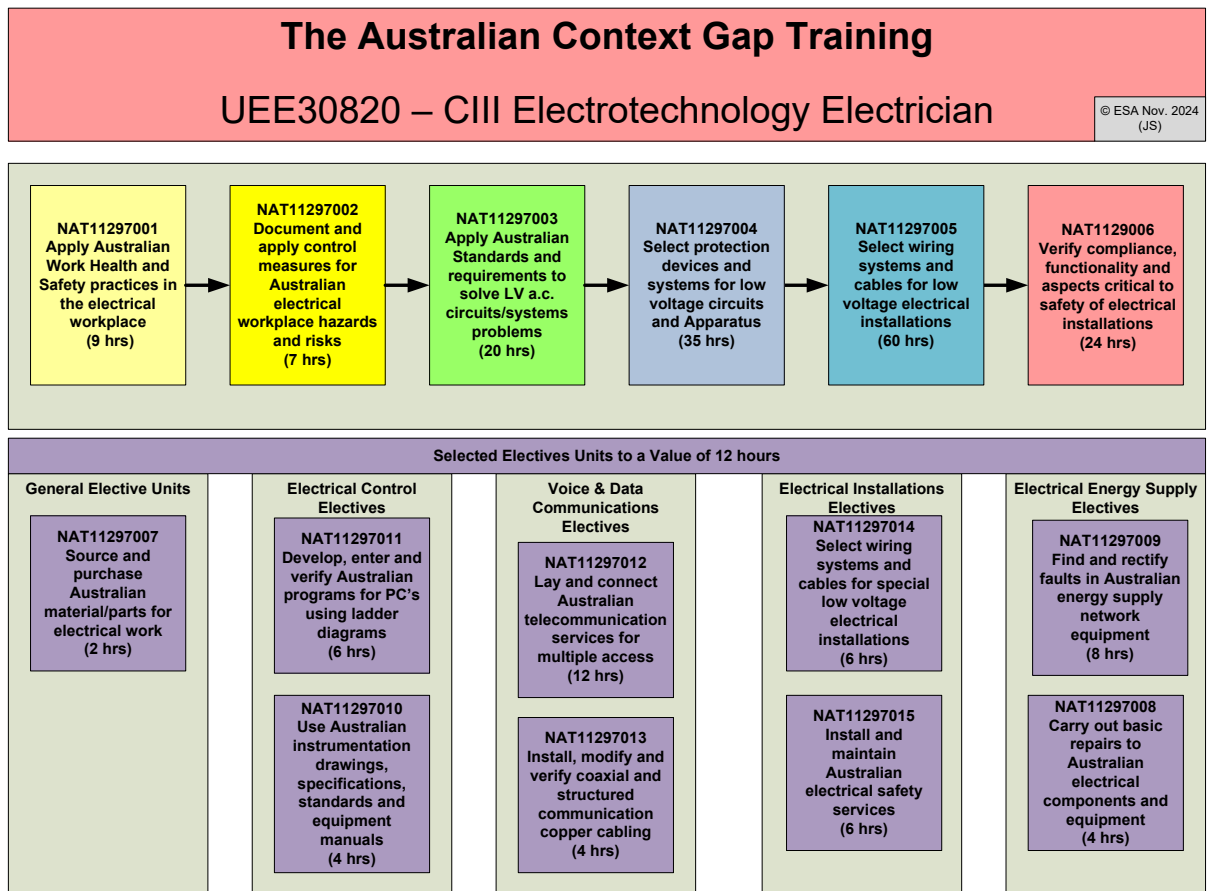 The Australian Context Gap Training
UEE30820 – CIII Electrotechnology Electrician
© ESA Nov. 2024
(JS)
NAT11297001
Apply Australian
Work Health and
Safety practices in
the electrical
workplace
(9 hrs)
NAT11297002
Document and
apply control
measures for
Australian
electrical
workplace hazards
and risks
(7 hrs)
NAT11297003
Apply Australian
Standards and
requirements to
solve LV a.c.
circuits/systems
problems
(20 hrs)
NAT11297004
Select protection
devices and
systems for low
voltage circuits
and Apparatus
(35 hrs)
NAT11297005
Select wiring
systems and
cables for low
voltage electrical
installations
(60 hrs)
NAT1129006
Verify compliance,
functionality and
aspects critical to
safety of electrical
installations
(24 hrs)
Selected Electives Units to a Value of 12 hours
General Elective Units
NAT11297007
Source and
purchase
Australian
material/parts for
electrical work
(2 hrs)
Electrical Control
Electives
NAT11297011
Develop, enter and
verify Australian
programs for PC's
using ladder
diagrams
(6 hrs)
NAT11297010
Use Australian
instrumentation
drawings,
specifications,
standards and
equipment
manuals
(4 hrs)
Voice & Data
Communications
Electives
NAT11297012
Lay and connect
Australian
telecommunication
services for
multiple access
(12 hrs)
NAT11297013
Install, modify and
verify coaxial and
structured
communication
copper cabling
(4 hrs)
Electrical Installations
Electives
NAT11297014
Select wiring
systems and
cables for special
low voltage
electrical
installations
(6 hrs)
NAT11297015
Install and
maintain
Australian
electrical safety
services
(6 hrs)
Electrical Energy Supply
Electives
NAT11297009
Find and rectify
faults in Australian
energy supply
network
equipment
(8 hrs)
NAT11297008
Carry out basic
repairs to
Australian
electrical
components and
equipment
(4 hrs)